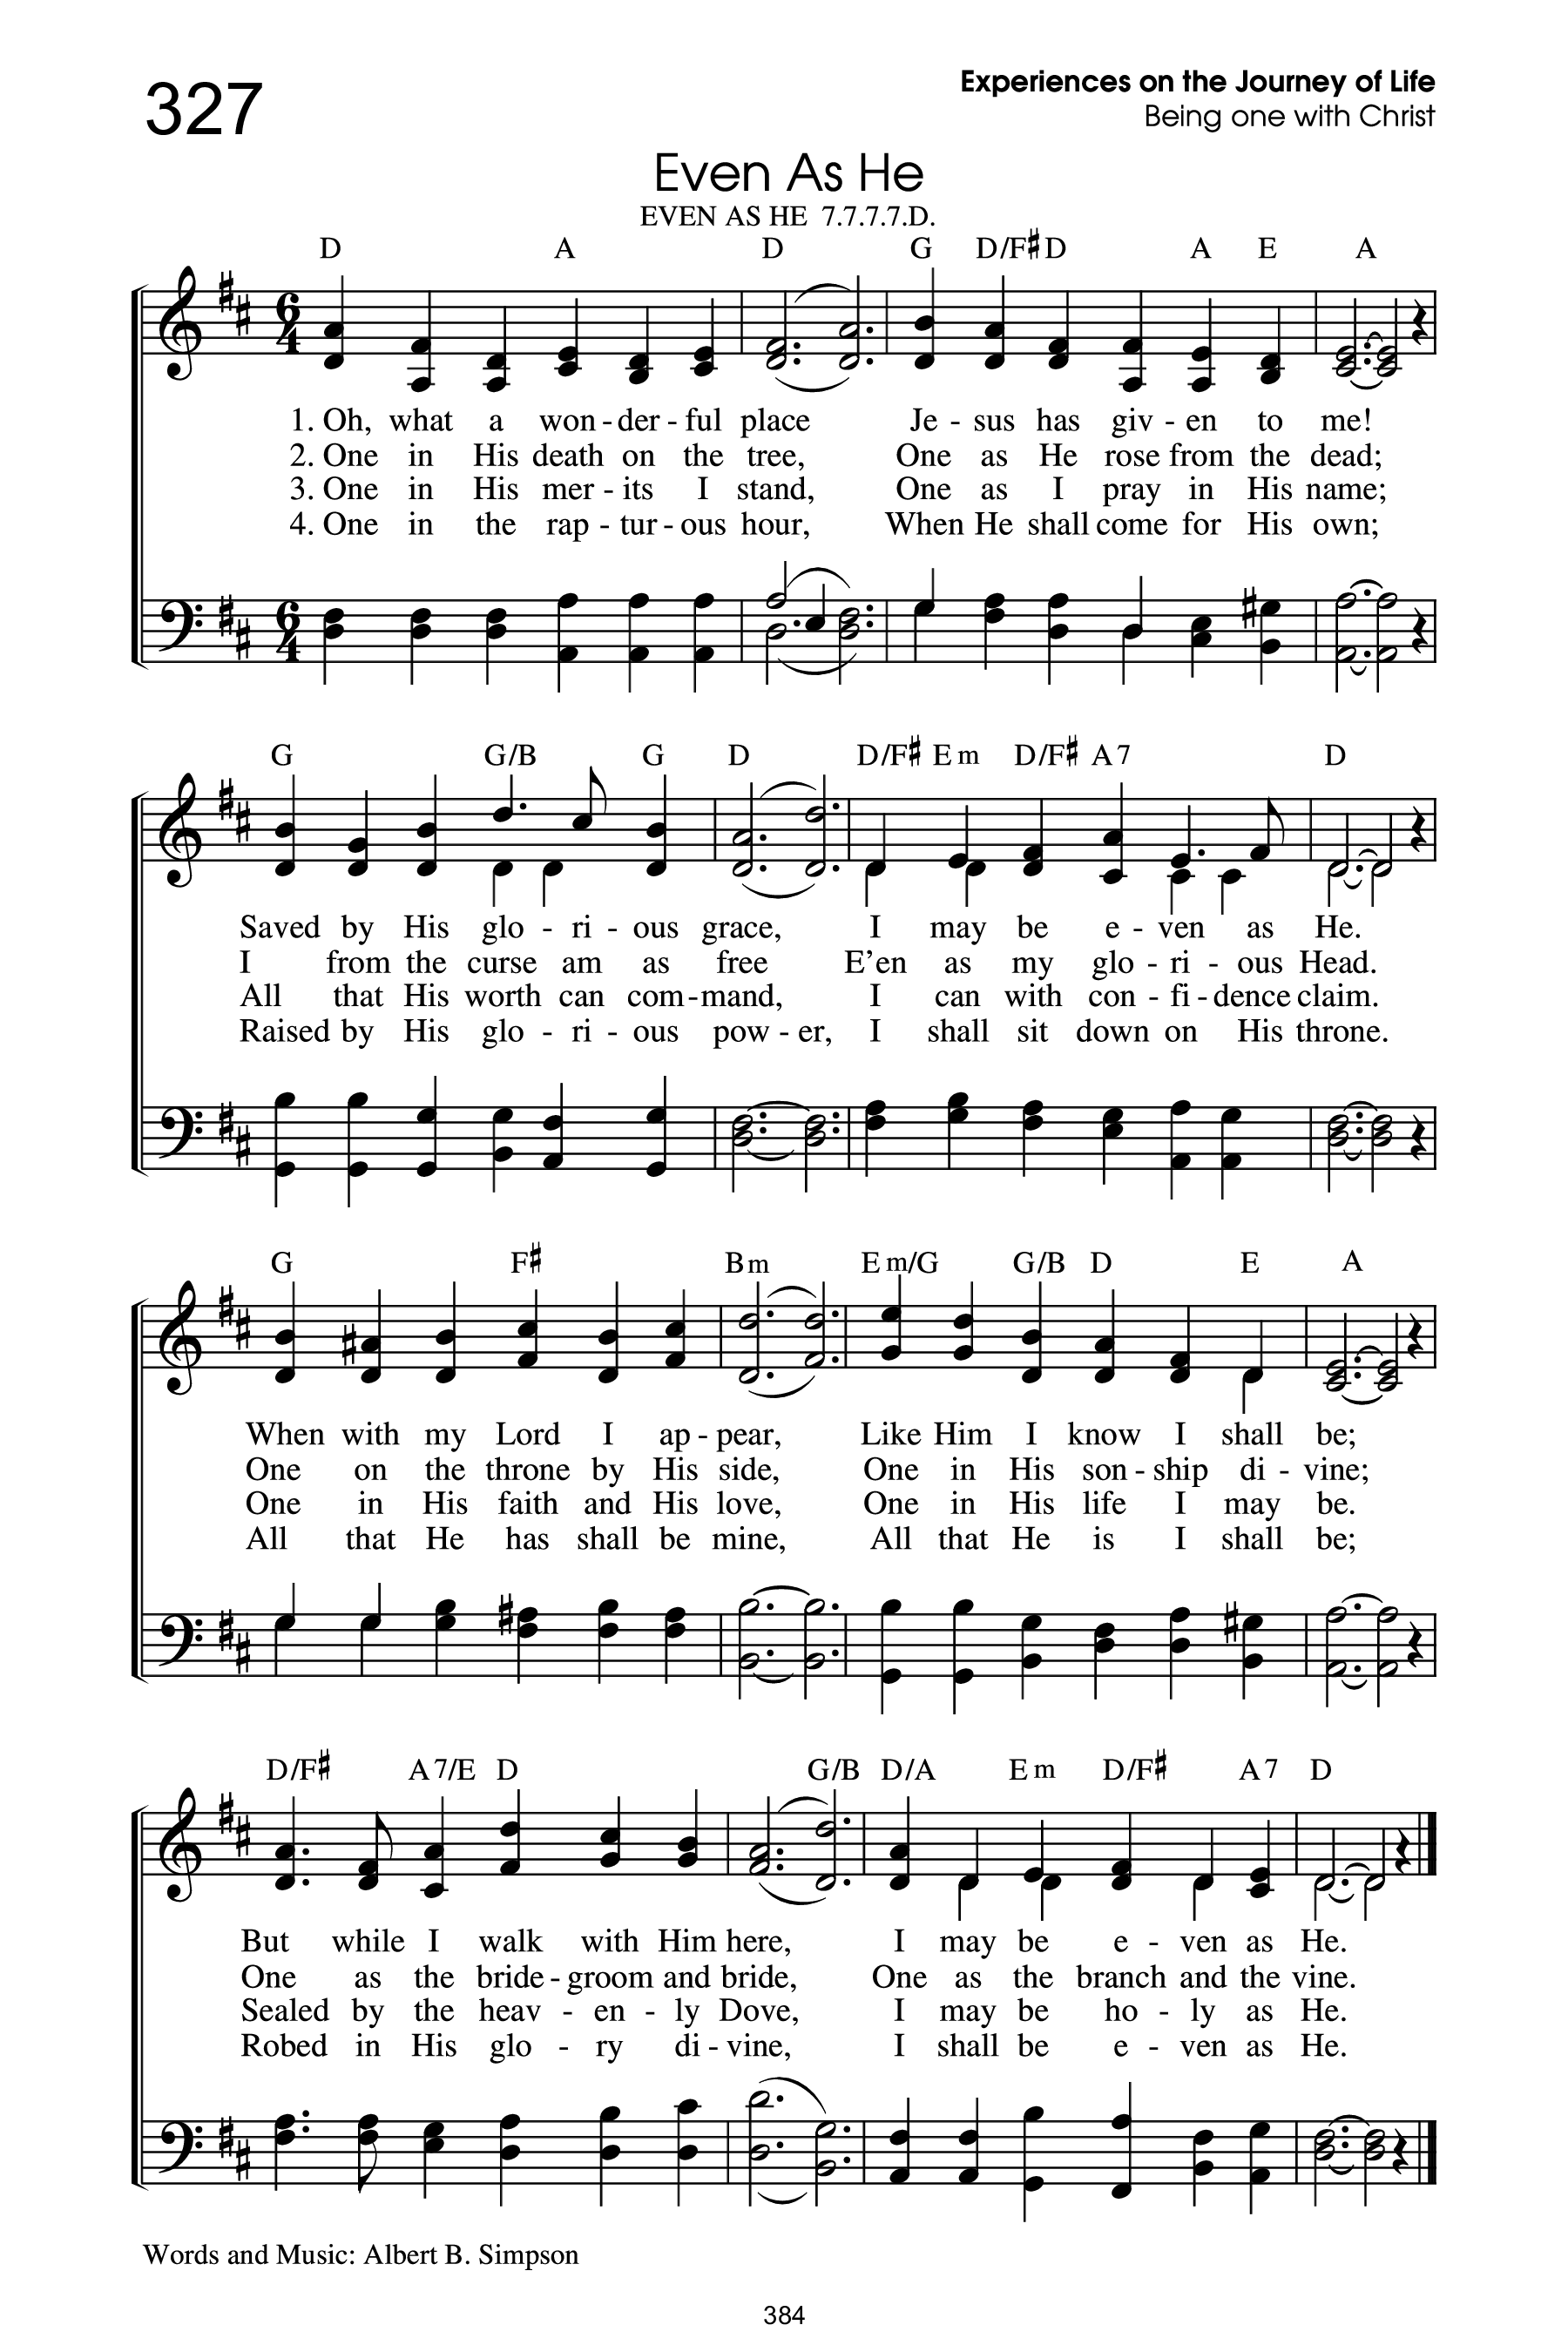 327
Experiences on the Journey of Life
Being one with Christ
Even As He
EVEN AS HE 7.7.7.7.D.
D A D G D/F♯ D A E A
6 4
1. Oh, what a won - der - ful place Je - sus has giv - en to me!
2. One in His death on the tree, One as He rose from the dead;
3. One in His mer - its I stand, One as I pray in His name;
4. One in the rap - tur - ous hour, When He shall come for His own;
6 4
G G/B G D D/F♯ Em D/F♯ A7 D
Saved by His glo - ri - ous grace, I may be e - ven as He.
I from the curse am as free E’en as my glo - ri - ous Head.
All that His worth can com - mand, I can with con - fi - dence claim.
Raised by His glo - ri - ous pow - er, I shall sit down on His throne.
G F♯ Bm Em/G G/B D E A
When with my Lord I ap - pear, Like Him I know I shall be;
One on the throne by His side, One in His son - ship di - vine;
One in His faith and His love, One in His life I may be.
All that He has shall be mine, All that He is I shall be;
D/F♯ A7/E D G/B D/A Em D/F♯ A7 D
But while I walk with Him here, I may be e - ven as He.
One as the bride - groom and bride, One as the branch and the vine.
Sealed by the heav - en - ly Dove, I may be ho - ly as He.
Robed in His glo - ry di - vine, I shall be e - ven as He.
Words and Music: Albert B. Simpson
384